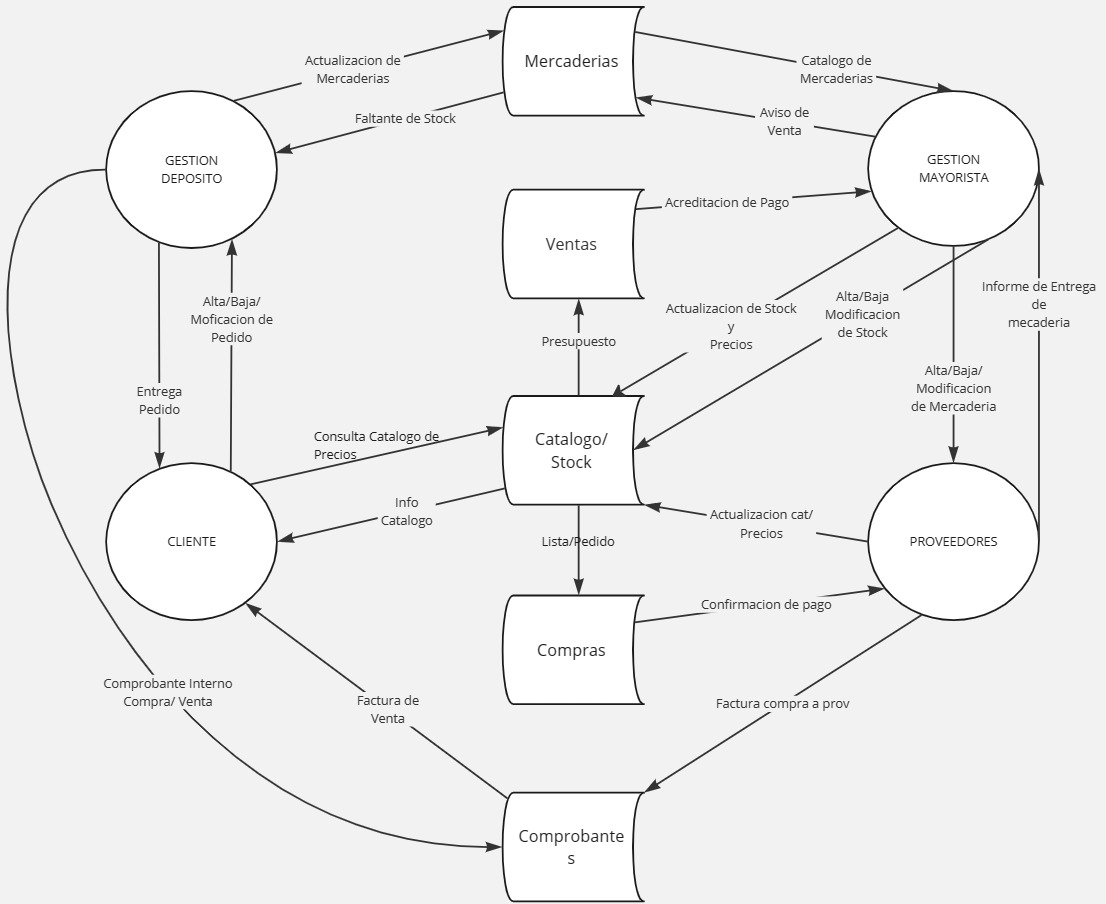 Mercaderias
Actualizacion de
Mercaderias
Catalogo de
Mercaderias
Faltante de Stock
Aviso de
Venta
GESTION
DEPOSITO
GESTION
MAYORISTA
Ventas
Acreditacion de Pago
Alta/Baja/
Moficacion de
Pedido
Presupuesto
Actualizacion de Stock
y
Precios
Alta/Baja
Modificacion
de Stock
Informe de Entrega
de
mecaderia
Entrega
Pedido
Alta/Baja/
Modificacion
de Mercaderia
Consulta Catalogo de
Precios
Catalogo/
Stock
Info
Catalogo
Actualizacion cat/
Precios
CLIENTE
Lista/Pedido
PROVEEDORES
Compras
Confirmacion de pago
Comprobante Interno
Compra/ Venta
Factura de
Venta
Factura compra a prov
Comprobante
s